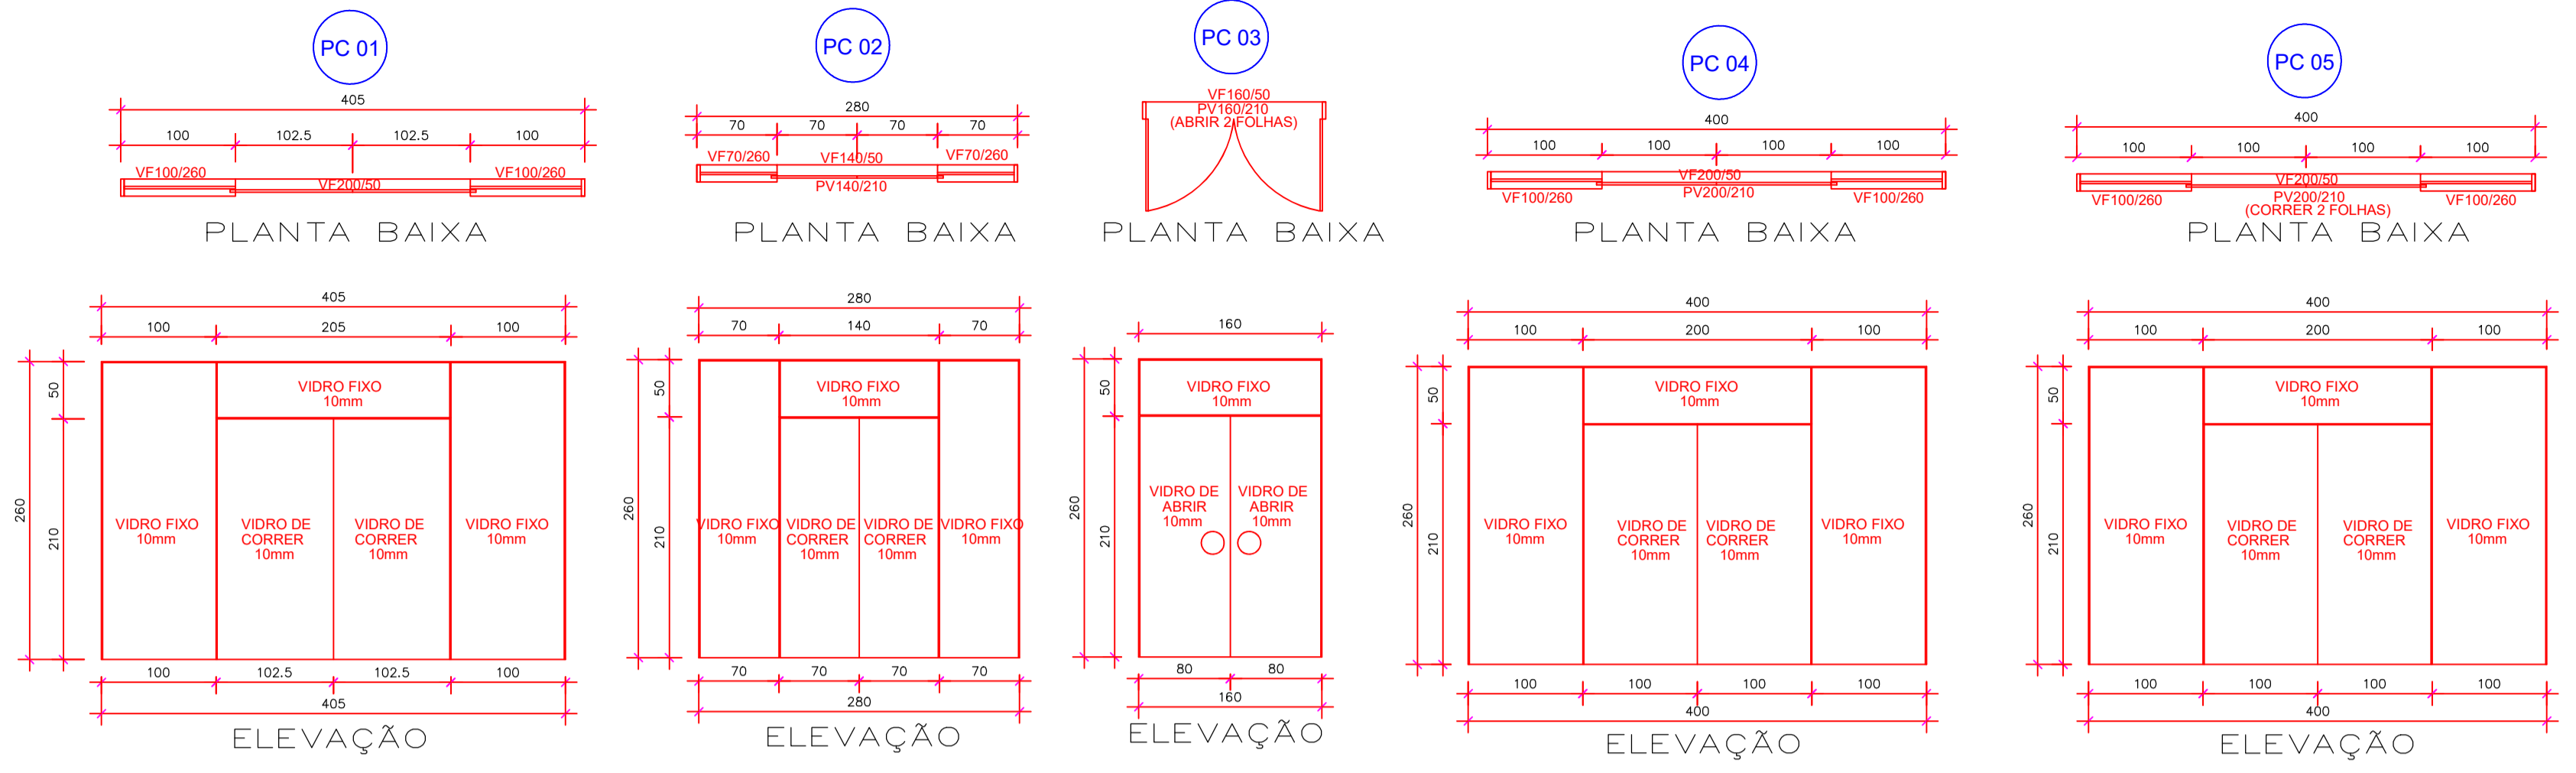 PC 01
405
100 102.5 102.5 100
VF100/260 VF200/50 VF100/260
PLANTA BAIXA
405
100 205 100
50
210
260
VIDRO FIXO
10mm
VIDRO FIXO
10mm
VIDRO DE
CORRER
10mm
VIDRO DE
CORRER
10mm
VIDRO FIXO
10mm
100 102.5 102.5 100
405
ELEVAÇÃO
PC 02
280
70 70 70 70
VF70/260 VF140/50 VF70/260
PV140/210
PLANTA BAIXA
280
70 140 70
50
210
260
VIDRO FIXO
10mm
VIDRO FIXO
10mm
VIDRO DE
CORRER
10mm
VIDRO DE
CORRER
10mm
VIDRO FIXO
10mm
70 70 70 70
280
ELEVAÇÃO
PC 03
VF160/50
PV160/210
(ABRIR 2 FOLHAS)
PLANTA BAIXA
160
50
210
260
VIDRO FIXO
10mm
VIDRO DE
ABRIR
10mm
VIDRO DE
ABRIR
10mm
80 80
160
ELEVAÇÃO
PC 04
400
100 100 100 100
VF200/50
VF100/260 PV200/210 VF100/260
PLANTA BAIXA
400
100 200 100
50
210
260
VIDRO FIXO
10mm
VIDRO FIXO
10mm
VIDRO DE
CORRER
10mm
VIDRO DE
CORRER
10mm
VIDRO FIXO
10mm
100 100 100 100
400
ELEVAÇÃO
PC 05
400
100 100 100 100
VF200/50
VF100/260 PV200/210 VF100/260
(CORRER 2 FOLHAS)
PLANTA BAIXA
400
100 200 100
50
210
260
VIDRO FIXO
10mm
VIDRO FIXO
10mm
VIDRO DE
CORRER
10mm
VIDRO DE
CORRER
10mm
VIDRO FIXO
10mm
100 100 100 100
400
ELEVAÇÃO